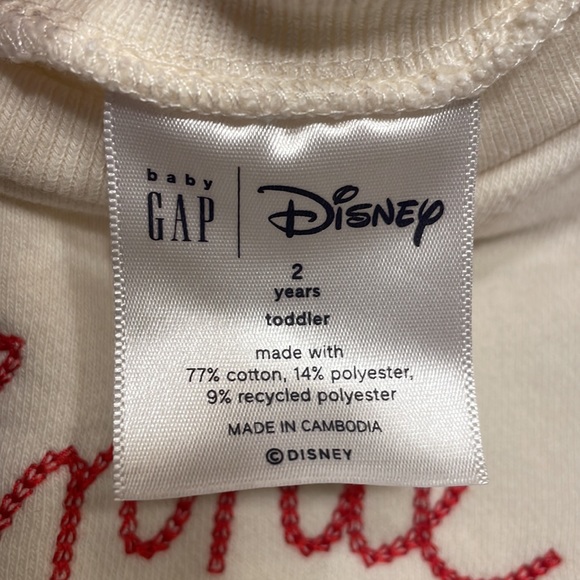 baby
GAP
Disney
2
years
toddler
made with
77% cotton, 14% polyester,
9% recycled polyester
MADE IN CAMBODIA
©DISNEY